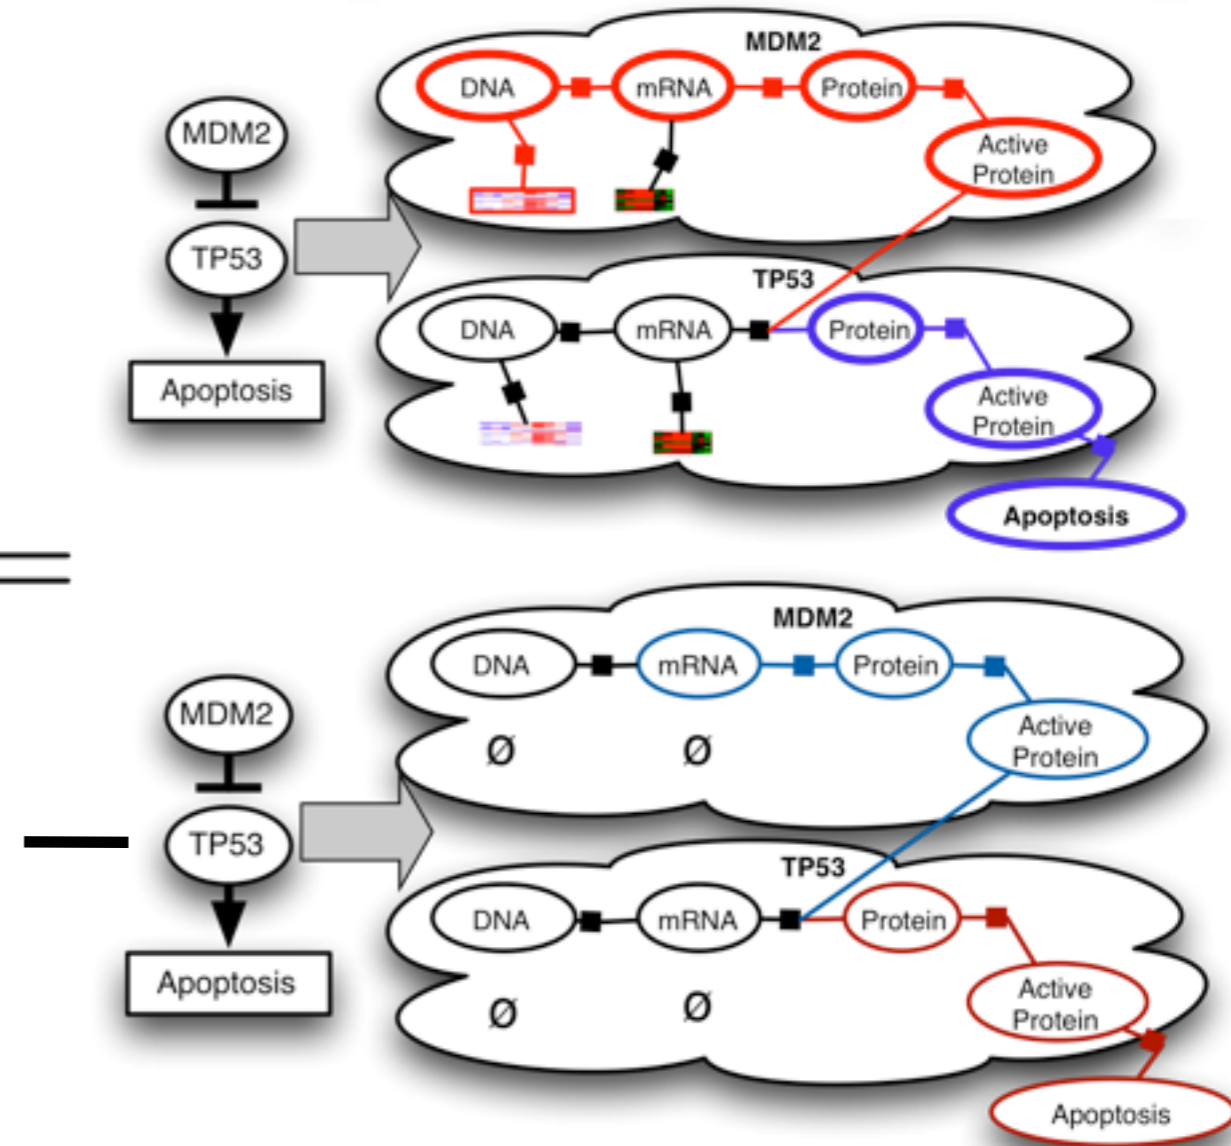 MDM2
DNA
mRNA
Protein
Active
Protein
MDM2
TP53
Apoptosis
TP53
DNA
mRNA
Protein
Active
Protein
Apoptosis
MDM2
DNA
mRNA
Protein
Active
Protein
Ø
Ø
MDM2
TP53
Apoptosis
TP53
DNA
mRNA
Protein
Active
Protein
Ø
Ø
Apoptosis